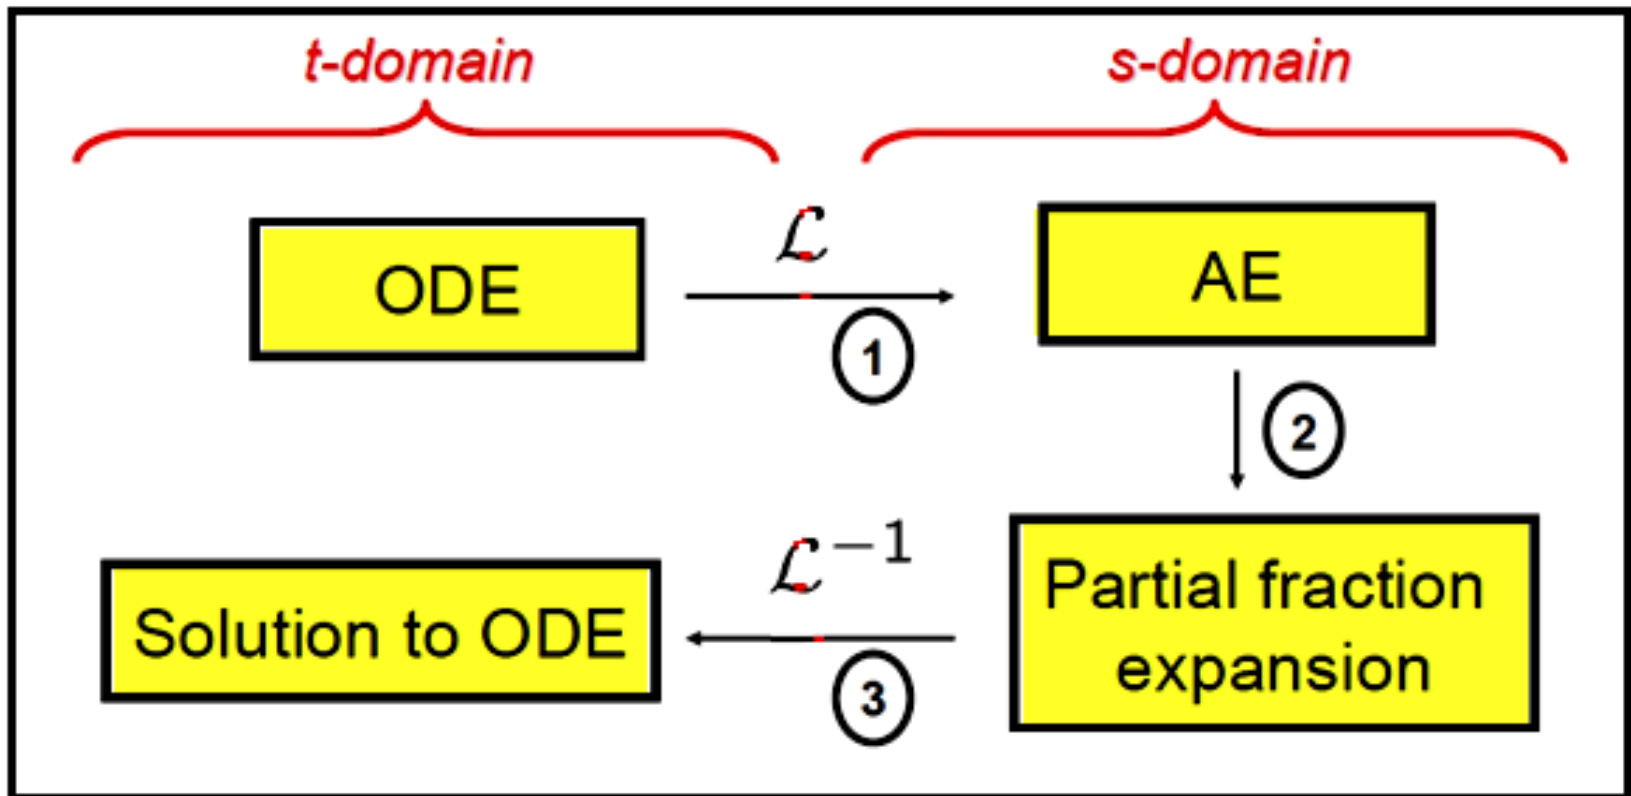 t-domain
s-domain
ODE
ℒ
1
AE
2
Solution to ODE
ℒ⁻¹
3
Partial fraction
expansion